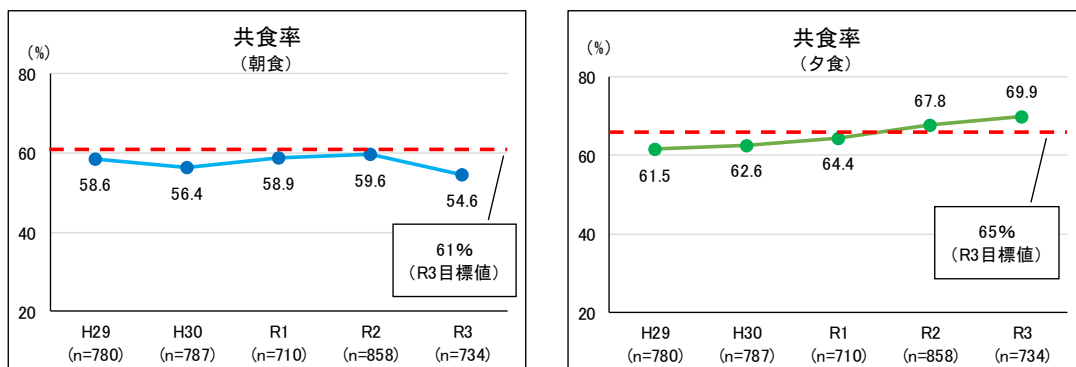 共食率
（朝食）
（%）
80
60
40
20
58.6
56.4
58.9
59.6
54.6
61%
（R3目標値）
H29
H30
R1
R2
R3
（n=780）
（n=787）
（n=710）
（n=858）
（n=734）
共食率
（夕食）
（%）
80
60
40
20
61.5
62.6
64.4
67.8
69.9
65%
（R3目標値）
H29
H30
R1
R2
R3
（n=780）
（n=787）
（n=710）
（n=858）
（n=734）